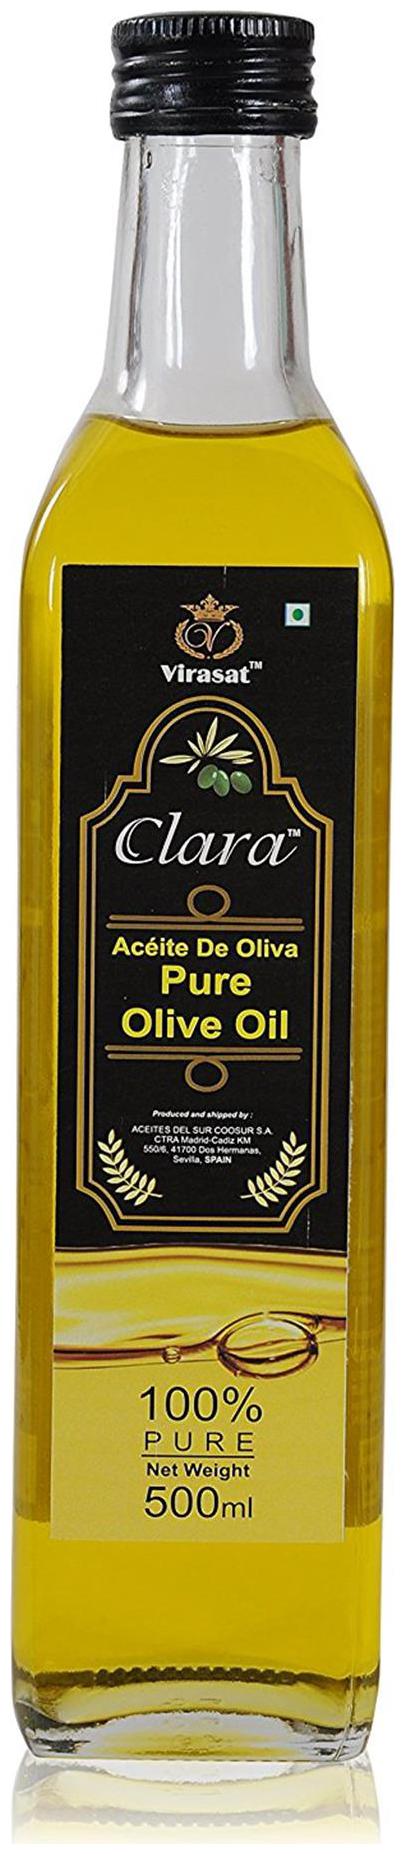 V
Virasat™
Clara™
Acéite De Oliva
Pure
Olive Oil
Produced and shipped by :
ACEITES DEL SUR COOSUR S.A.
CTRA Madrid-Cadiz KM
550/6, 41700 Dos Hermanas,
Sevilla, SPAIN
100%
PURE
Net Weight
500ml